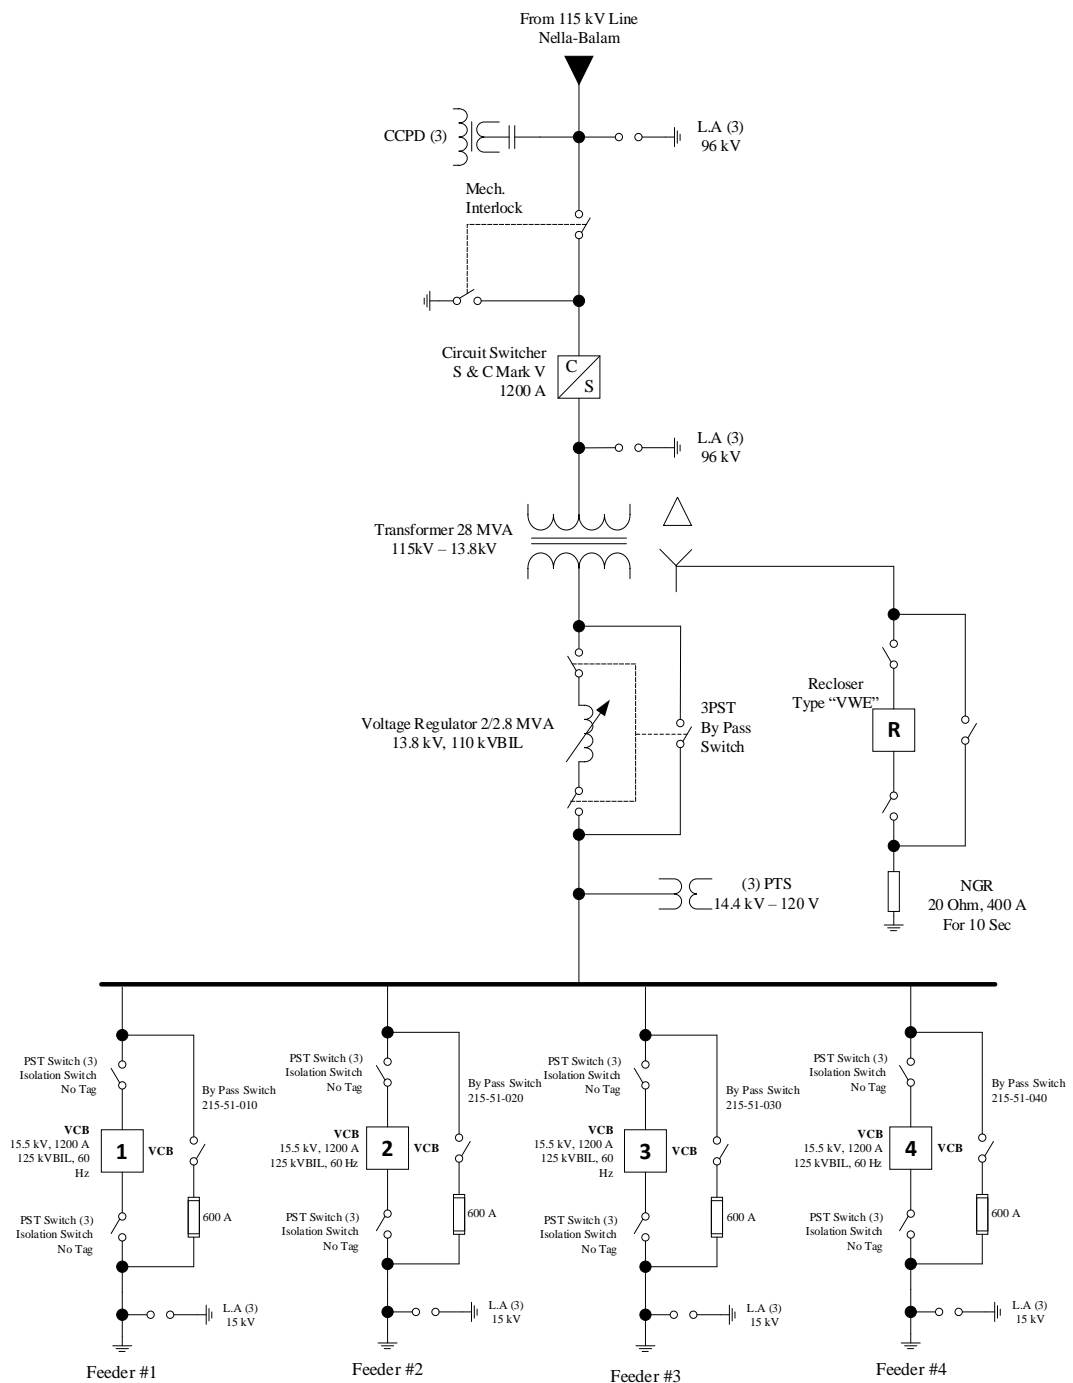 From 115 kV Line
Nella-Balam
CCPD (3)
L.A (3)
96 kV
Mech.
Interlock
Circuit Switcher
S & C Mark V
1200 A
C
S
L.A (3)
96 kV
Transformer 28 MVA
115kV – 13.8kV
Voltage Regulator 2/2.8 MVA
13.8 kV, 110 kVBIL
3PST
By Pass
Switch
Recloser
Type “VWE”
R
(3) PTS
14.4 kV – 120 V
NGR
20 Ohm, 400 A
For 10 Sec
PST Switch (3)
Isolation Switch
No Tag
By Pass Switch
215-51-010
VCB
15.5 kV, 1200 A
125 kVBIL, 60
Hz
1
VCB
PST Switch (3)
Isolation Switch
No Tag
600 A
L.A (3)
15 kV
Feeder #1
PST Switch (3)
Isolation Switch
No Tag
By Pass Switch
215-51-020
VCB
15.5 kV, 1200 A
125 kVBIL, 60 Hz
2
VCB
PST Switch (3)
Isolation Switch
No Tag
600 A
L.A (3)
15 kV
Feeder #2
PST Switch (3)
Isolation Switch
No Tag
By Pass Switch
215-51-030
VCB
15.5 kV, 1200 A
125 kVBIL, 60
Hz
3
VCB
PST Switch (3)
Isolation Switch
No Tag
600 A
L.A (3)
15 kV
Feeder #3
PST Switch (3)
Isolation Switch
No Tag
By Pass Switch
215-51-040
VCB
15.5 kV, 1200 A
125 kVBIL, 60 Hz
4
VCB
PST Switch (3)
Isolation Switch
No Tag
600 A
L.A (3)
15 kV
Feeder #4